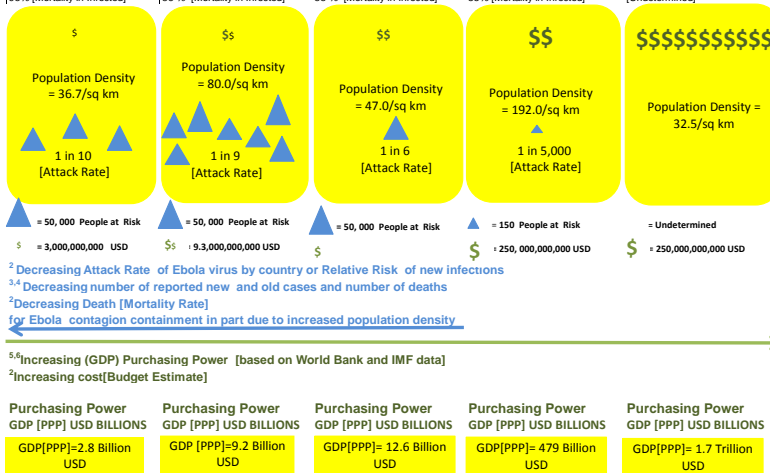 [Undetermined]
$
$$
$$
$$
$$$$$$$$$$$
Population Density
= 36.7/sq km
Population Density
= 80.0/sq km
Population Density
= 47.0/sq km
Population Density
= 192.0/sq km
Population Density =
32.5/sq km
1 in 10
[Attack Rate]
1 in 9
[Attack Rate]
1 in 6
[Attack Rate]
1 in 5,000
[Attack Rate]
= 50, 000 People at Risk
= 50, 000 People at Risk
= 50, 000 People at Risk
= 150 People at Risk
= Undetermined
$ = 3,000,000,000 USD
$$ = 9.3,000,000,000 USD
$
$ = 250, 000,000,000 USD
$ = 250,000,000,000 USD
2 Decreasing Attack Rate of Ebola virus by country or Relative Risk of new infections
3,4 Decreasing number of reported new and old cases and number of deaths
2Decreasing Death [Mortality Rate]
for Ebola contagion containment in part due to increased population density
5,6Increasing (GDP) Purchasing Power [based on World Bank and IMF data]
2Increasing cost[Budget Estimate]
Purchasing Power
GDP [PPP] USD BILLIONS
GDP[PPP]=2.8 Billion
USD
Purchasing Power
GDP [PPP] USD BILLIONS
GDP [PPP]=9.2 Billion
USD
Purchasing Power
GDP [PPP] USD BILLIONS
GDP[PPP]= 12.6 Billion
USD
Purchasing Power
GDP [PPP] USD BILLIONS
GDP[PPP]= 479 Billion
USD
Purchasing Power
GDP [PPP] USD BILLIONS
GDP[PPP]= 1.7 Trillion
USD